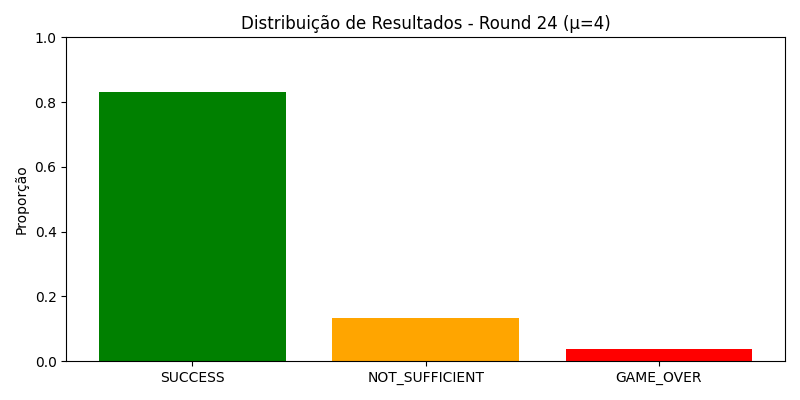 Distribuição de Resultados - Round 24 (μ=4)
Proporção
1.0
0.8
0.6
0.4
0.2
0.0
SUCCESS
NOT_SUFFICIENT
GAME_OVER